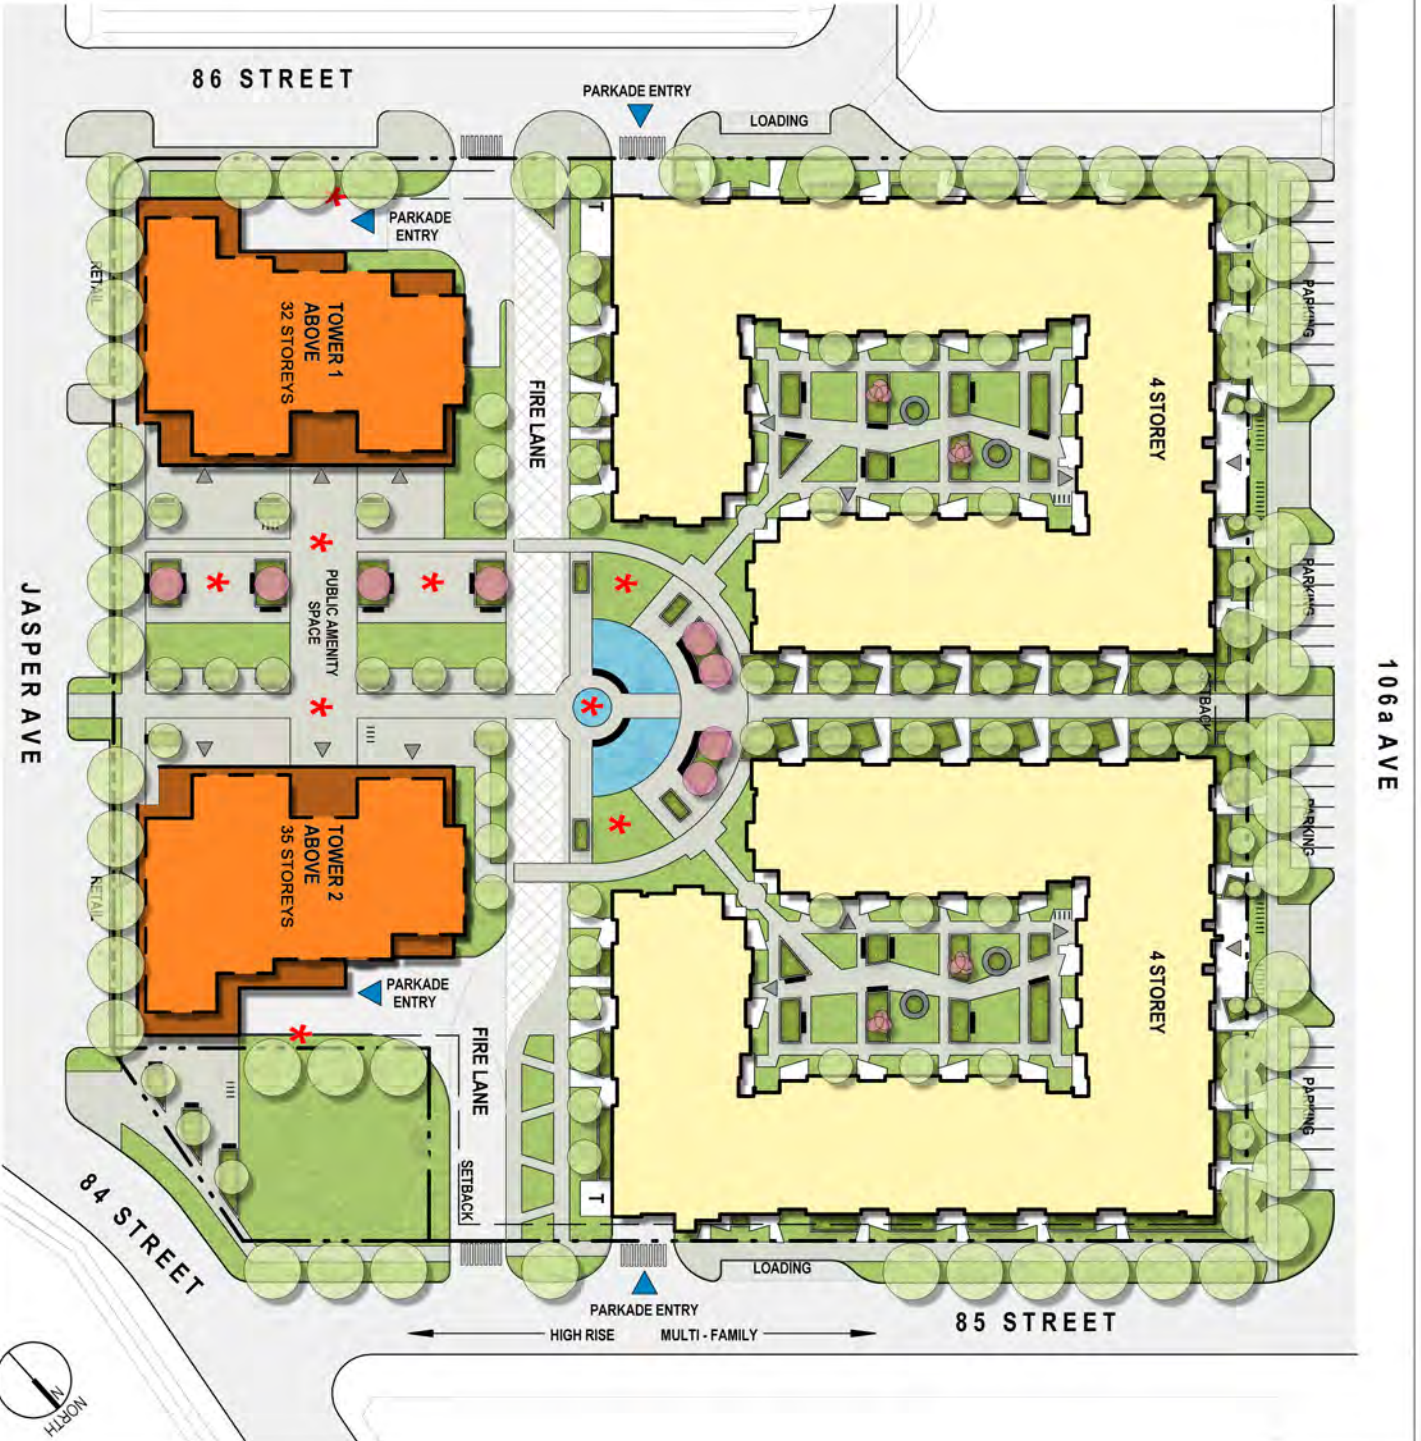 86 STREET
PARKADE ENTRY
LOADING
PARKADE
ENTRY
RETAIL
TOWER 1
ABOVE
32 STOREYS
FIRE LANE
4 STOREY
PARKING
PARKING
PUBLIC AMENITY
SPACE
JASPER AVE
106a AVE
SETBACK
TOWER 2
ABOVE
35 STOREYS
4 STOREY
PARKING
RETAIL
PARKADE
ENTRY
FIRE LANE
PARKING
SETBACK
T
T
84 STREET
LOADING
PARKADE ENTRY
85 STREET
HIGH RISE
MULTI - FAMILY
N
NORTH